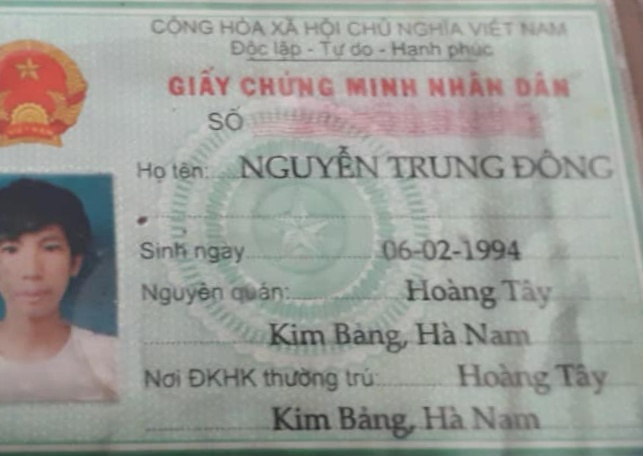 CỘNG HÒA XÃ HỘI CHỦ NGHĨA VIỆT NAM
Độc lập - Tự do - Hạnh phúc
GIẤY CHỨNG MINH NHÂN DÂN
SỐ
Họ tên: NGUYỄN TRUNG ĐÔNG
Sinh ngày 06-02-1994
Nguyên quán: Hoàng Tây
Kim Bảng, Hà Nam
Nơi ĐKHK thường trú: Hoàng Tây
Kim Bảng, Hà Nam